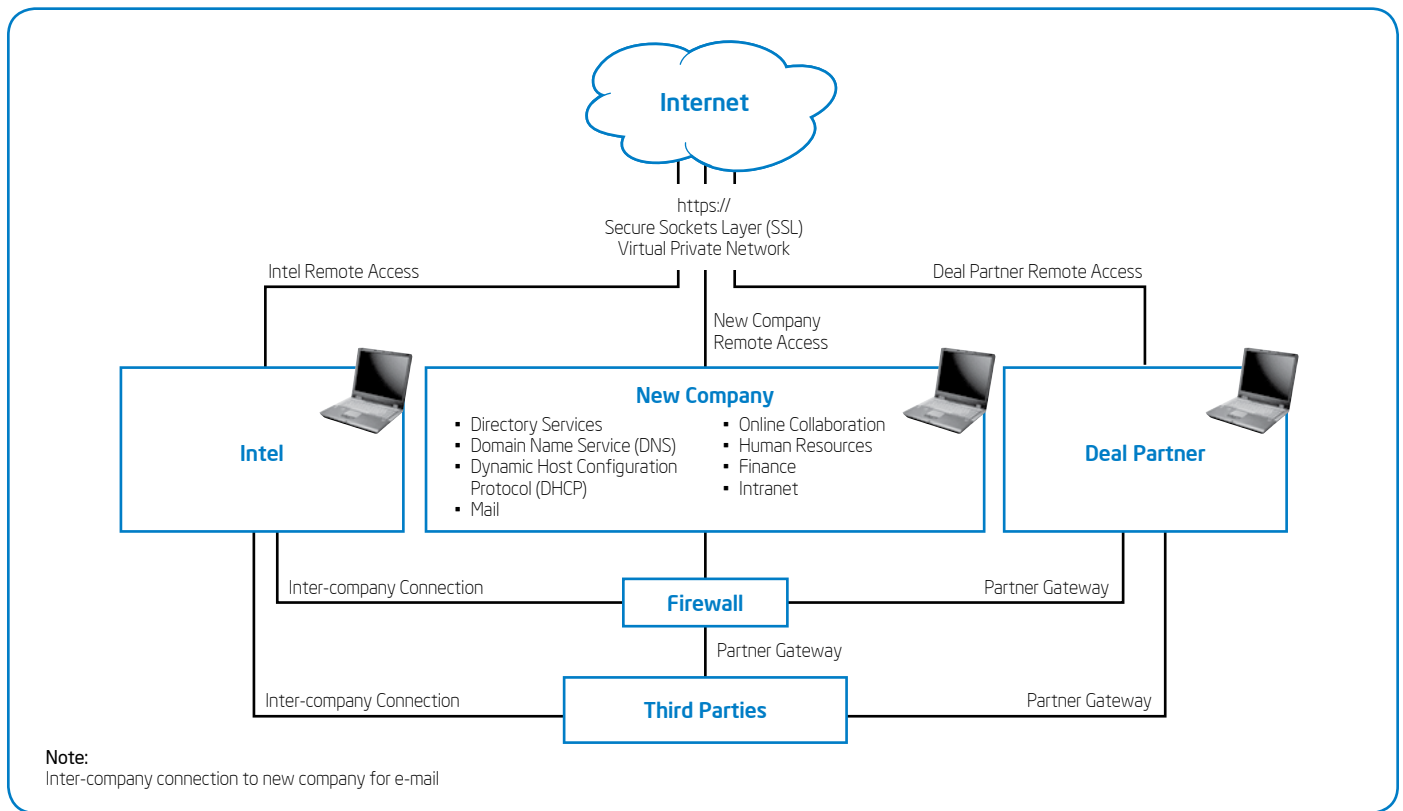 Internet
https://
Secure Sockets Layer (SSL)
Virtual Private Network
Intel Remote Access
Deal Partner Remote Access
New Company
Remote Access
Intel
New Company
▪ Directory Services
▪ Domain Name Service (DNS)
▪ Dynamic Host Configuration
Protocol (DHCP)
▪ Mail
▪ Online Collaboration
▪ Human Resources
▪ Finance
▪ Intranet
Deal Partner
Inter-company Connection
Firewall
Partner Gateway
Partner Gateway
Inter-company Connection
Third Parties
Partner Gateway
Note:
Inter-company connection to new company for e-mail